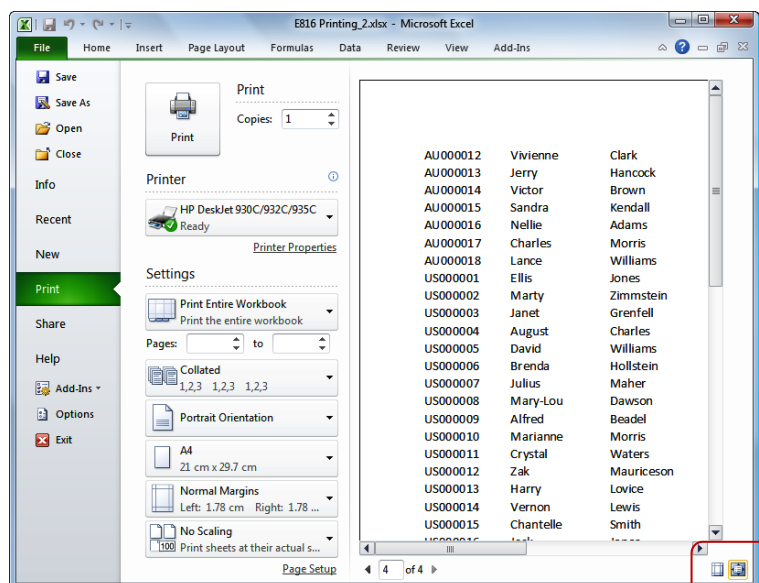 E816 Printing_2.xlsx - Microsoft Excel
File Home Insert Page Layout Formulas Data Review View Add-Ins
Save
Save As
Open
Close
Info
Recent
New
Print
Share
Help
Add-Ins
Options
Exit
Print
Print
Copies: 1
Printer
HP DeskJet 930C/932C/935C
Ready
Printer Properties
Settings
Print Entire Workbook
Print the entire workbook
Pages: to
Collated
1,2,3 1,2,3 1,2,3
Portrait Orientation
A4
21 cm x 29.7 cm
Normal Margins
Left: 1.78 cm Right: 1.78 ...
No Scaling
100 Print sheets at their actual s...
Page Setup
AU000012 Vivienne Clark
AU000013 Jerry Hancock
AU000014 Victor Brown
AU000015 Sandra Kendall
AU000016 Nellie Adams
AU000017 Charles Morris
AU000018 Lance Williams
US000001 Ellis Jones
US000002 Marty Zimmstein
US000003 Janet Grenfell
US000004 August Charles
US000005 David Williams
US000006 Brenda Hollstein
US000007 Julius Maher
US000008 Mary-Lou Dawson
US000009 Alfred Beadel
US000010 Marianne Morris
US000011 Crystal Waters
US000012 Zak Mauriceson
US000013 Harry Lovice
US000014 Vernon Lewis
US000015 Chantelle Smith
4 of 4